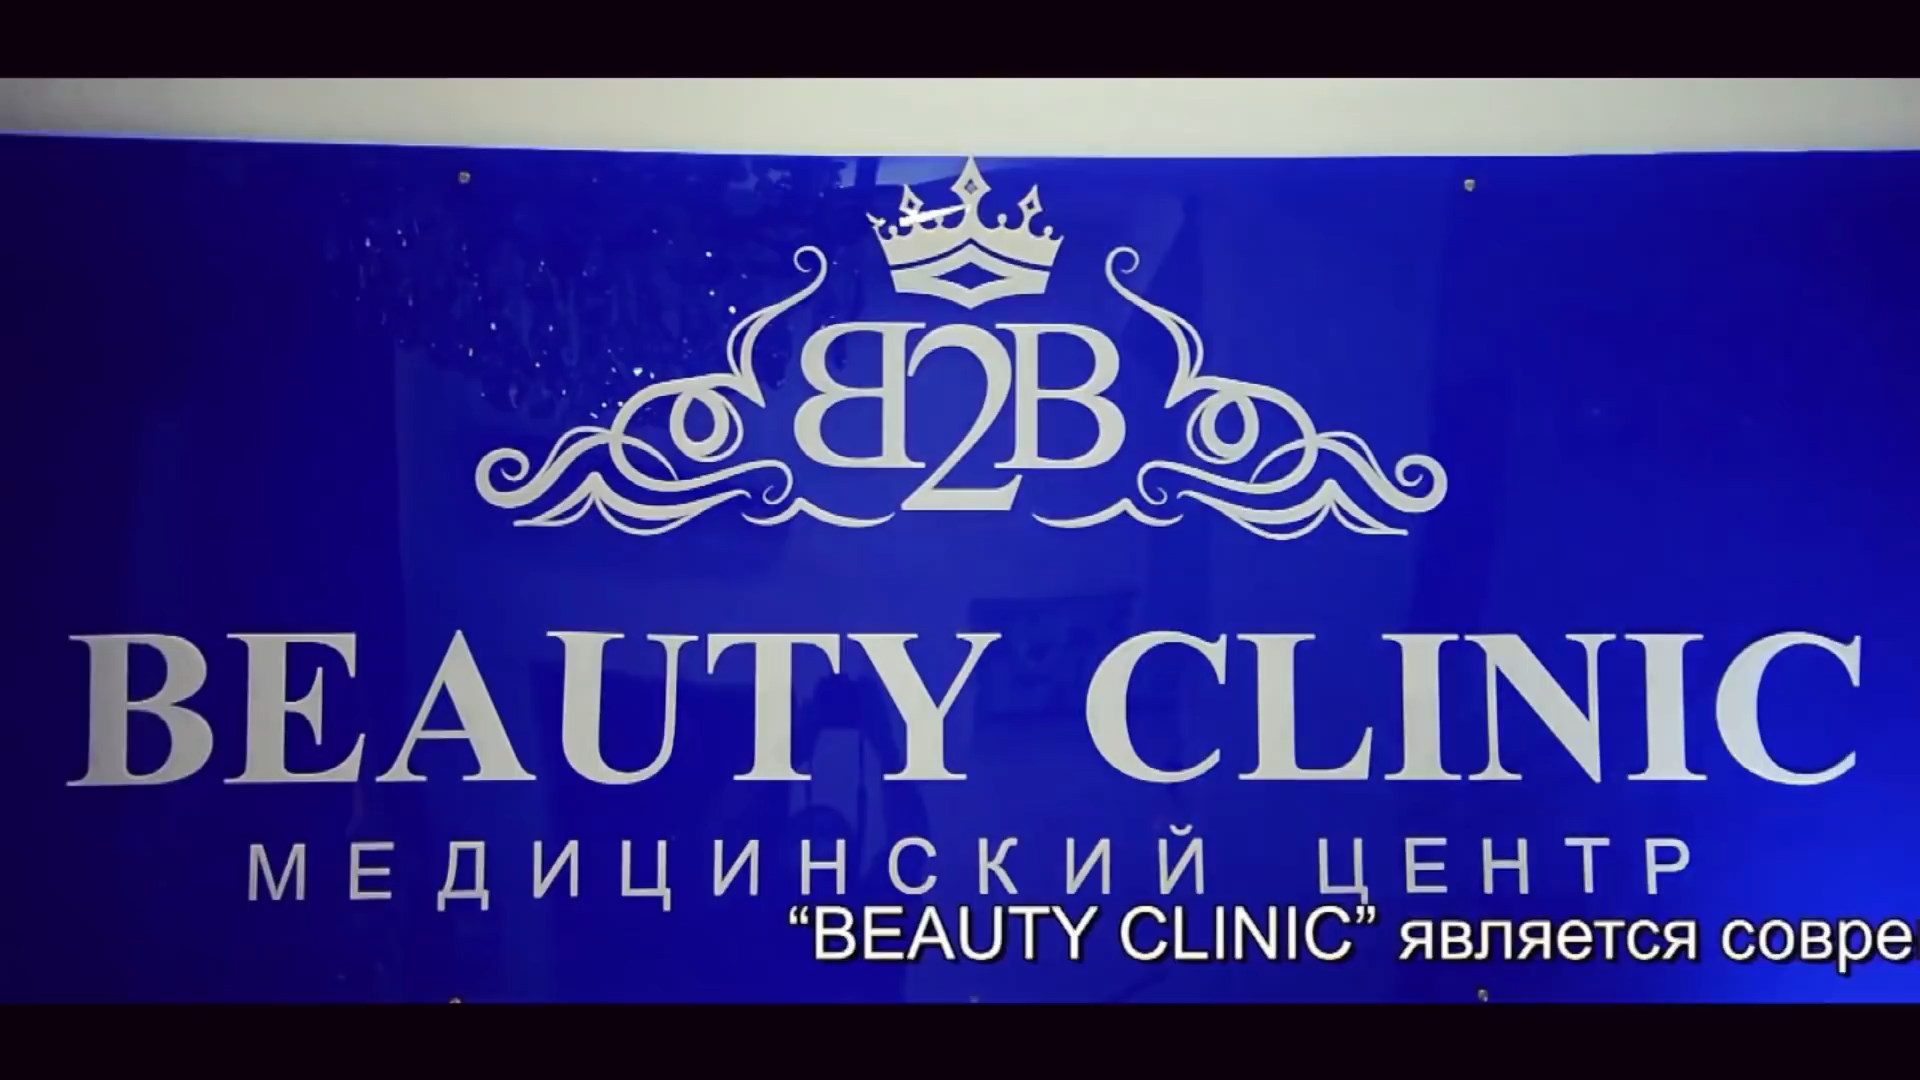 B2B
BEAUTY CLINIC
МЕДИЦИНСКИЙ ЦЕНТР
“BEAUTY CLINIC” является